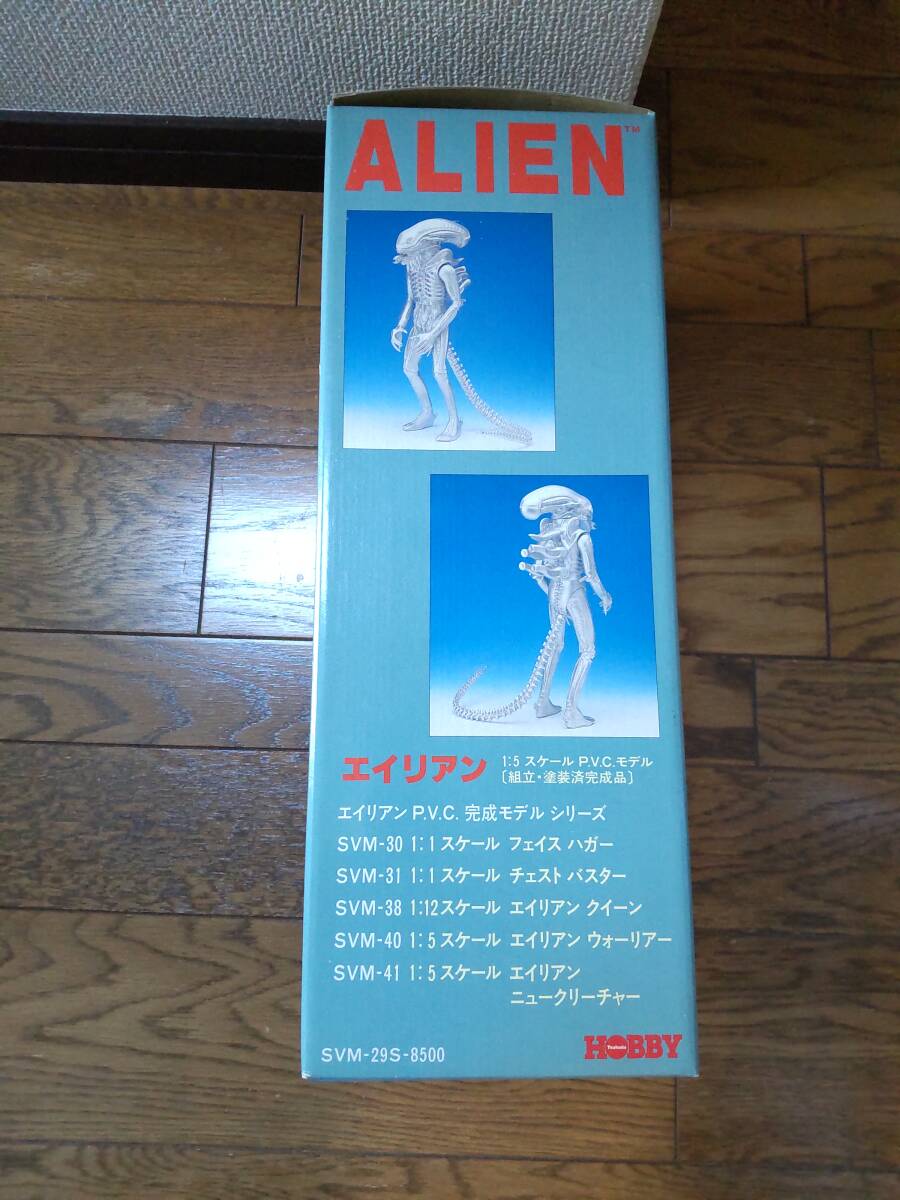 ALIEN™
エイリアン 1:5 スケール P.V.C.モデル
〔組立・塗装済完成品〕
エイリアン P.V.C. 完成モデル シリーズ
SVM-30 1:1 スケール フェイス ハガー
SVM-31 1:1 スケール チェスト バスター
SVM-38 1:12スケール エイリアン クイーン
SVM-40 1:5 スケール エイリアン ウォーリアー
SVM-41 1:5 スケール エイリアン
ニュークリーチャー
SVM-29S-8500
Tsukuda HOBBY